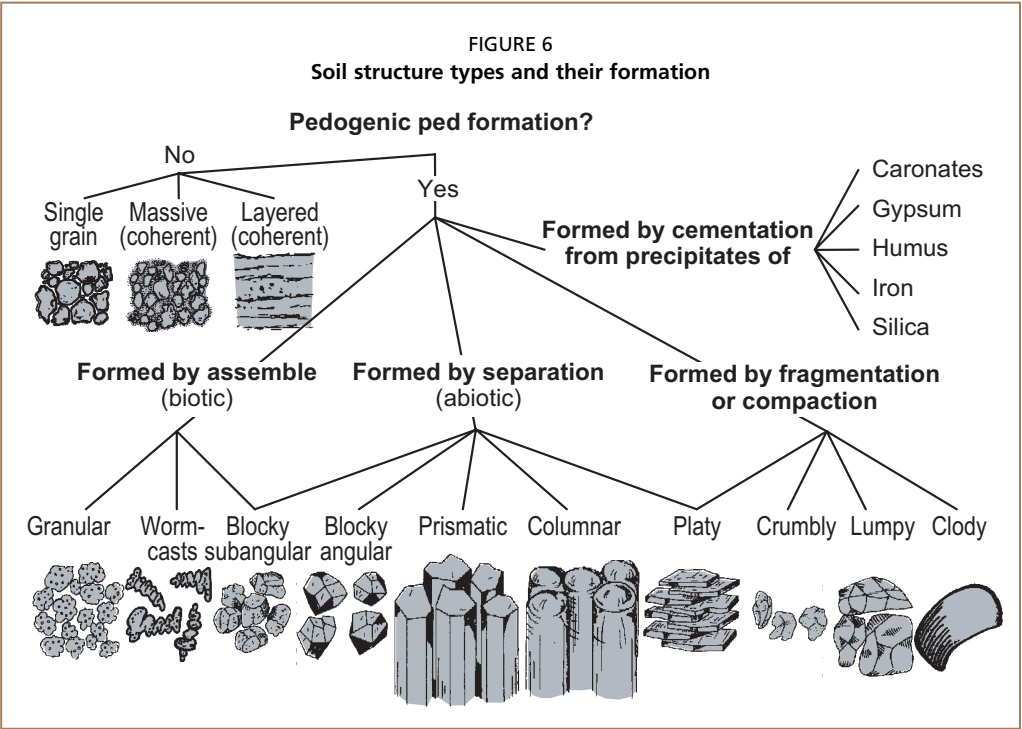 FIGURE 6
Soil structure types and their formation
Pedogenic ped formation?
No
Yes
Single
grain
Massive
(coherent)
Layered
(coherent)
Formed by cementation
from precipitates of
Caronates
Gypsum
Humus
Iron
Silica
Formed by assemble
(biotic)
Formed by separation
(abiotic)
Formed by fragmentation
or compaction
Granular
Worm-
casts
Blocky
subangular
Blocky
angular
Prismatic
Columnar
Platy
Crumbly
Lumpy
Clody